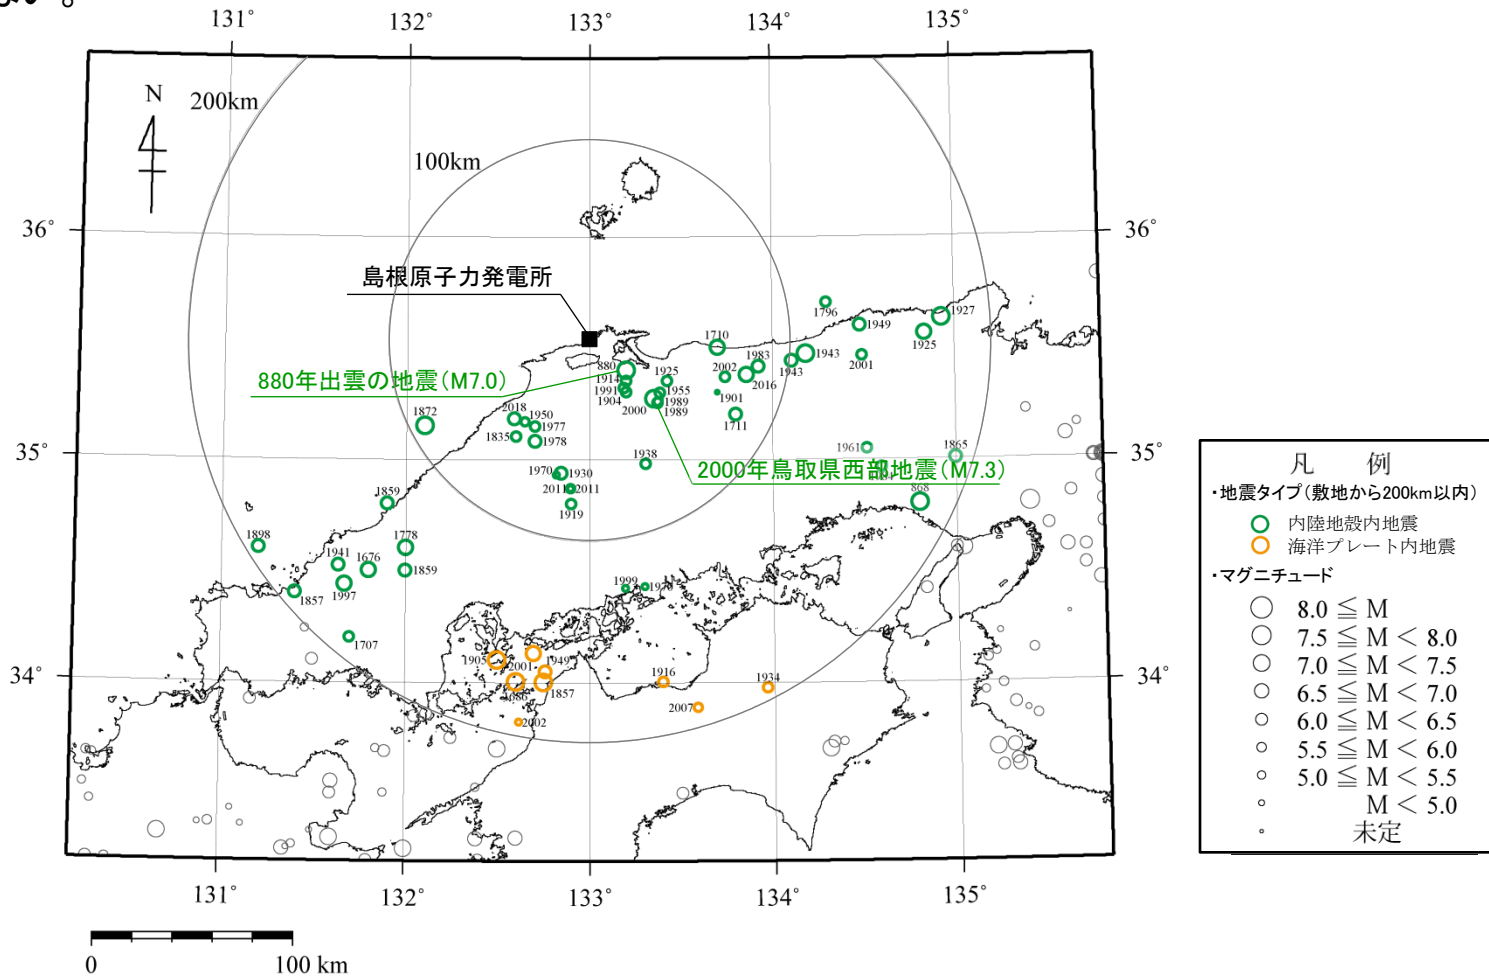 131° 132° 133° 134° 135°
N
200km
100km
36° 36°
島根原子力発電所
1796
1949
1927
1925
1710
1943
1983
1943
2001
2002
2016
880
1914
1991
1904
1925
1955
1989
1989
2000
1901
1711
880年出雲の地震(M7.0)
1872
2018
1950
1977
1835
1978
35° 35°
1961
1865
1938
2000年鳥取県西部地震(M7.3)
1970
1930
2011
2011
868
1919
1859
1898
1778
1941
1676
1859
1857
1997
1999
1707
1905
2001
1949
1916
1934
34° 34°
1857
2007
2002
131° 132° 133° 134° 135°
0 100 km
凡 例
・地震タイプ(敷地から200km以内)
内陸地殻内地震
海洋プレート内地震
・マグニチュード
8.0 ≦ M
7.5 ≦ M < 8.0
7.0 ≦ M < 7.5
6.5 ≦ M < 7.0
6.0 ≦ M < 6.5
5.5 ≦ M < 6.0
5.0 ≦ M < 5.5
M < 5.0
未定